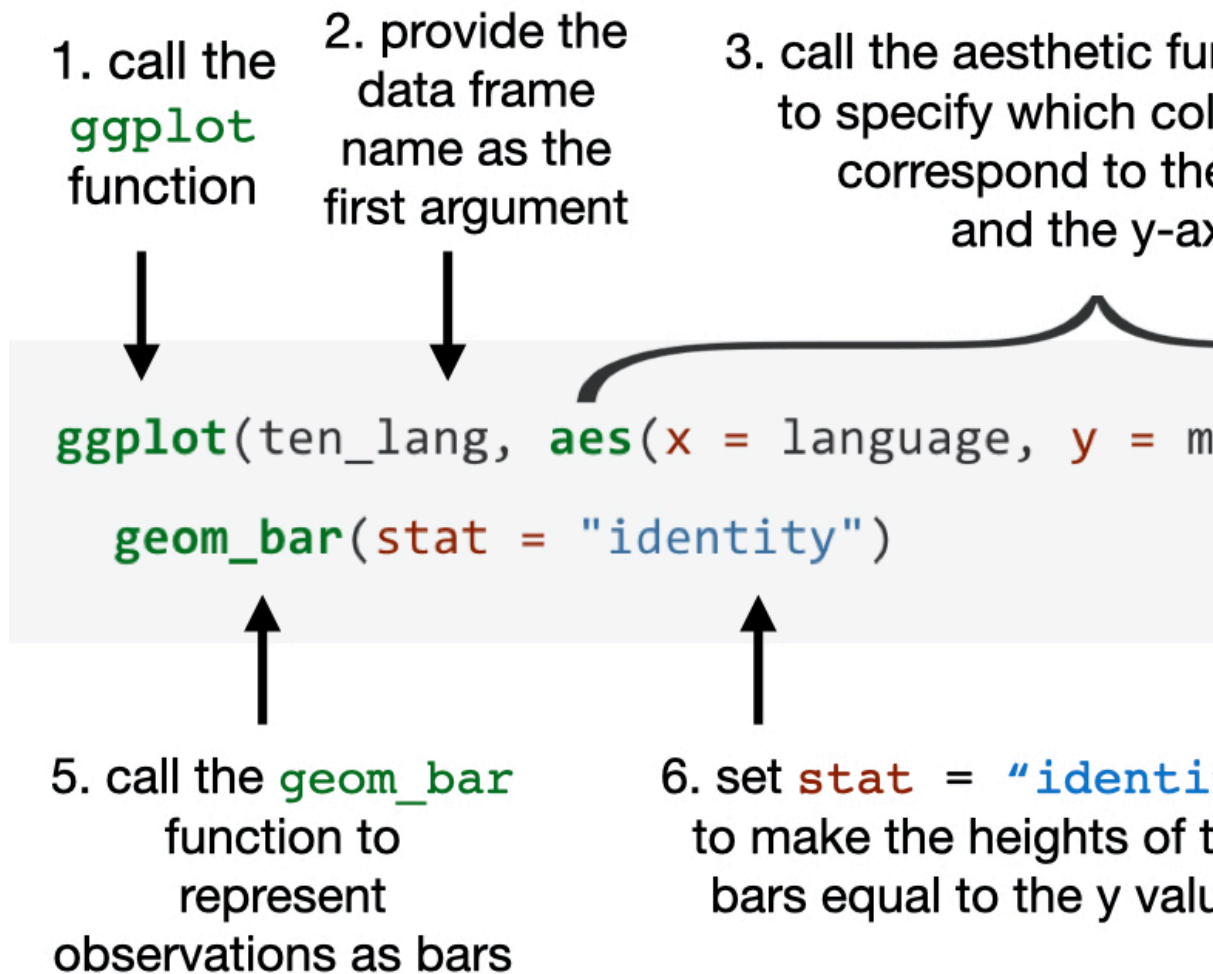 1. call the
ggplot
function
2. provide the
data frame
name as the
first argument
3. call the aesthetic
to specify which
correspond to
and the
ggplot(ten_lang, aes(x = language, y =
geom_bar(stat = "identity")
5. call the geom_bar
function to
represent
observations as bars
6. set stat =
to make the heights of
bars equal to the y